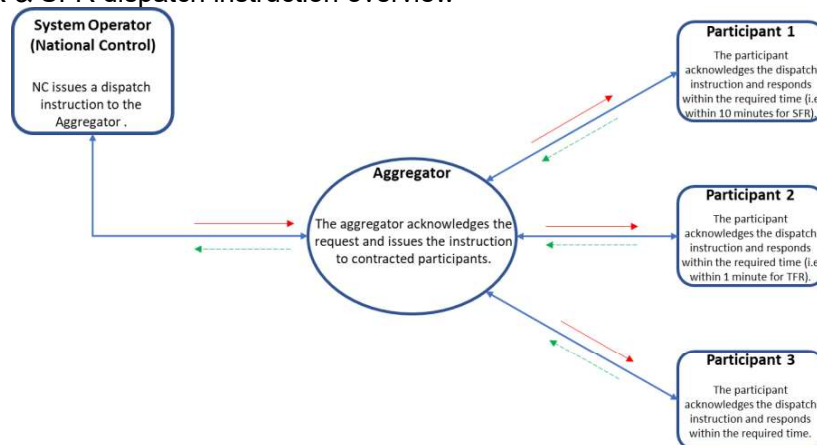 & SFR dispatch instruction overview
System Operator
(National Control)
NC issues a dispatch
instruction to the
Aggregator .
Aggregator
The aggregator acknowledges the
request and issues the instruction
to contracted participants.
Participant 1
The participant
acknowledges the dispatch
instruction and responds
within the required time (i.e
within 10 minutes for SFR).
Participant 2
The participant
acknowledges the dispatch
instruction and responds
within the required time (i.e
within 1 minute for TFR).
Participant 3
The participant
acknowledges the dispatch
instruction and responds
within the required time.